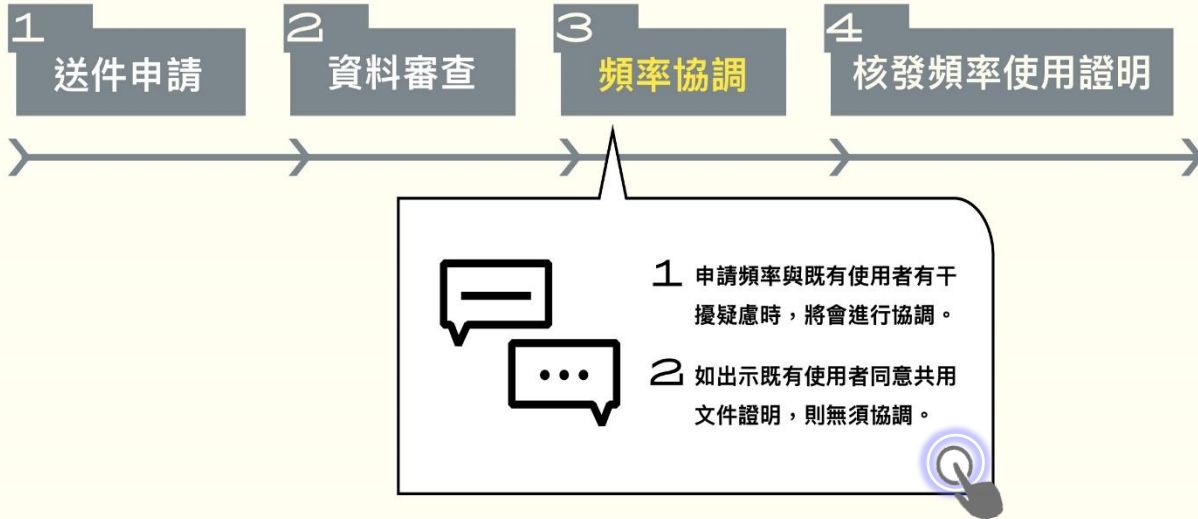 1
送件申請
2
資料審查
3
頻率協調
4
核發頻率使用證明
1 申請頻率與既有使用者有干
擾疑慮時，將會進行協調。
2 如出示既有使用者同意共用
文件證明，則無須協調。